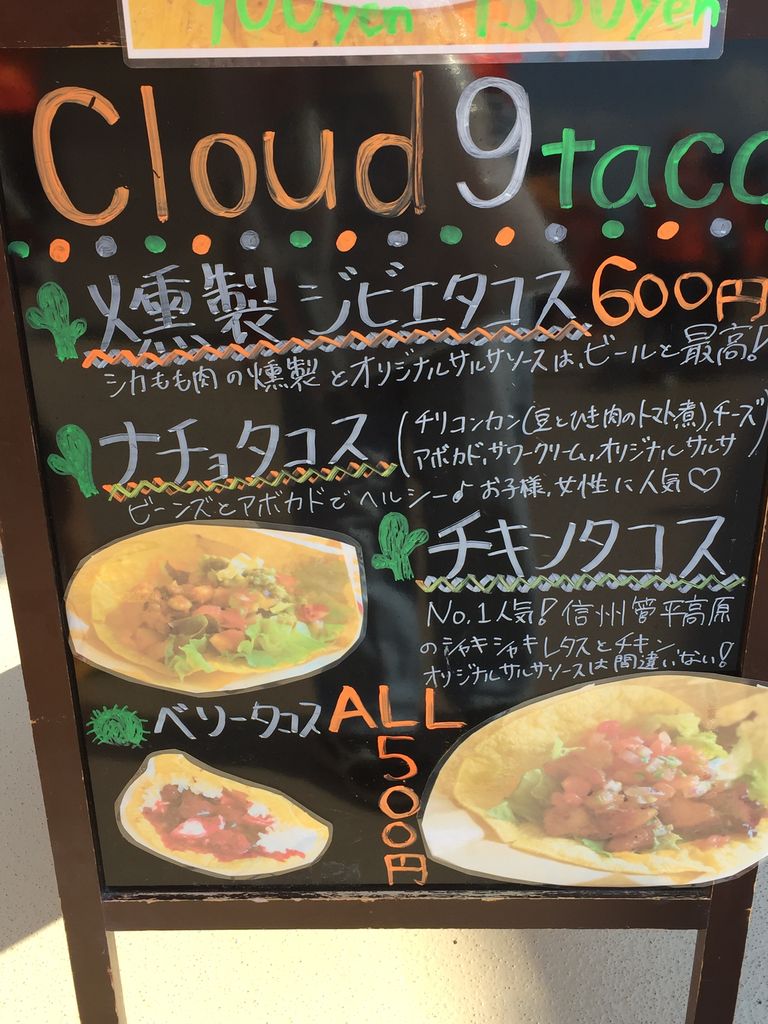 900yen 1350yen
Cloud 9 taco
燻製 ジビエタコス 600円
シカもも肉の燻製とオリジナルサルサソースは、ビールと最高!
ナチョタコス
(チリコンカン(豆とひき肉のトマト煮),チーズ
アボカド,サワークリーム,オリジナルサルサ)
ビーンズとアボカドでヘルシー♪お子様,女性に人気♡
チキンタコス
No.1人気!信州菅平高原
のシャキシャキレタスとチキン、
オリジナルサルサソースは間違いない!
ベリータコス
ALL
500円